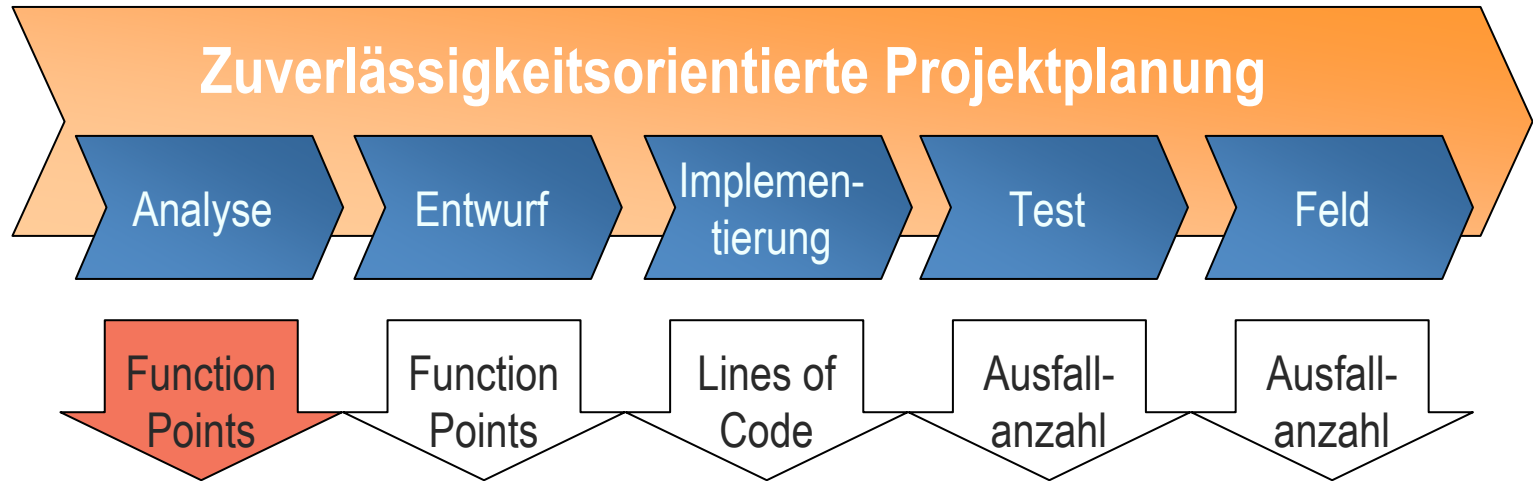 Zuverlässigkeitsorientierte Projektplanung
Analyse
Entwurf
Implemen-
tierung
Test
Feld
Function
Points
Function
Points
Lines of
Code
Ausfall-
anzahl
Ausfall-
anzahl